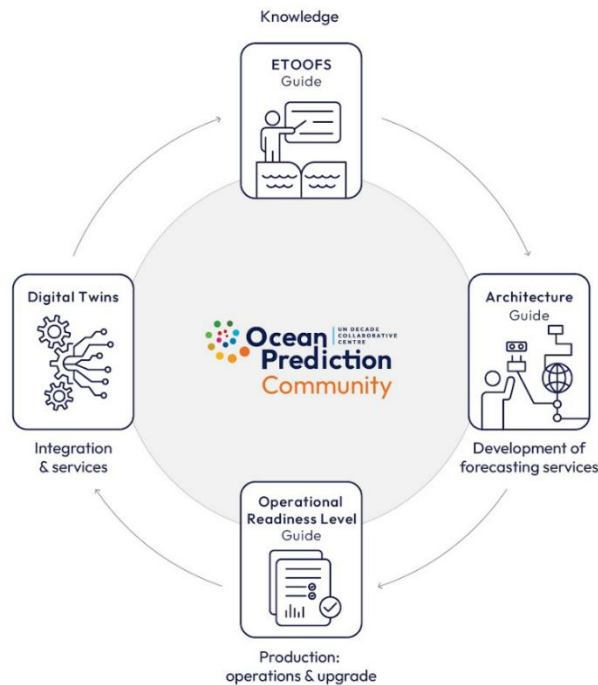 Knowledge
ETOOFS
Guide
Digital Twins
Integration
& services
Ocean
Prediction
Community
UN DECADE
COLLABORATIVE
CENTRE
Architecture
Guide
Development of
forecasting services
Operational
Readiness Level
Guide
Production:
operations & upgrade